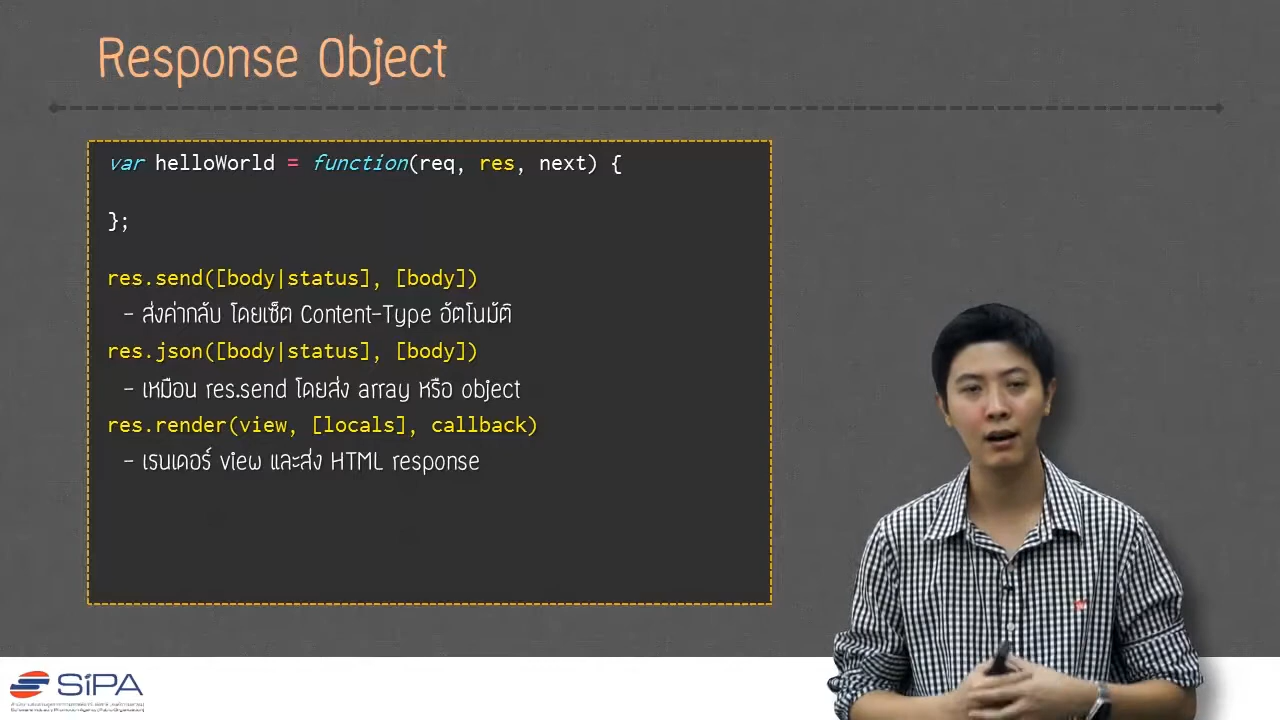 Response Object
var helloWorld = function(req, res, next) {
};
res.send([body|status], [body])
- ส่งค่ากลับ โดยเซ็ต Content-Type อัตโนมัติ
res.json([body|status], [body])
- เหมือน res.send โดยส่ง array หรือ object
res.render(view, [locals], callback)
- เรนเดอร์ view และส่ง HTML response
SiPA